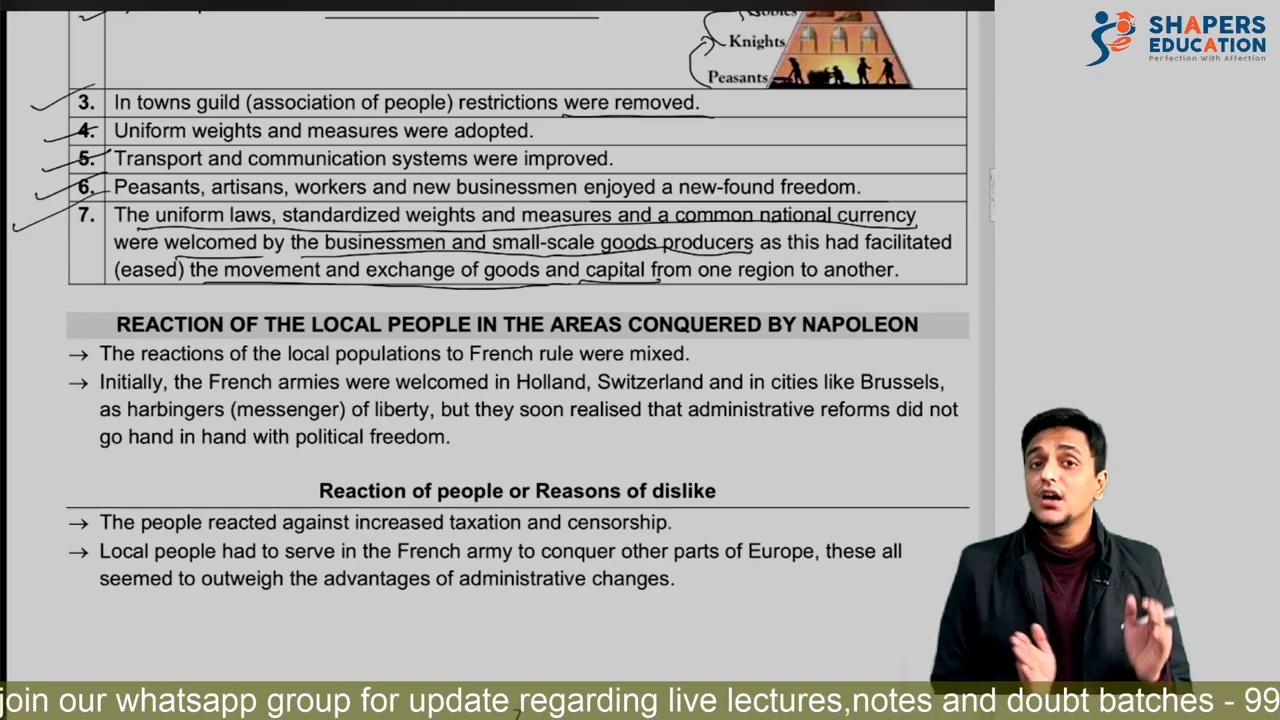 SHAPERS
EDUCATION
Perfection With Affection
Nobles
Knights
Peasants
3. In towns guild (association of people) restrictions were removed.
4. Uniform weights and measures were adopted.
5. Transport and communication systems were improved.
6. Peasants, artisans, workers and new businessmen enjoyed a new-found freedom.
7. The uniform laws, standardized weights and measures and a common national currency
were welcomed by the businessmen and small-scale goods producers as this had facilitated
(eased) the movement and exchange of goods and capital from one region to another.
REACTION OF THE LOCAL PEOPLE IN THE AREAS CONQUERED BY NAPOLEON
→ The reactions of the local populations to French rule were mixed.
→ Initially, the French armies were welcomed in Holland, Switzerland and in cities like Brussels,
as harbingers (messenger) of liberty, but they soon realised that administrative reforms did not
go hand in hand with political freedom.
Reaction of people or Reasons of dislike
→ The people reacted against increased taxation and censorship.
→ Local people had to serve in the French army to conquer other parts of Europe, these all
seemed to outweigh the advantages of administrative changes.
join our whatsapp group for update regarding live lectures,notes and doubt batches - 99